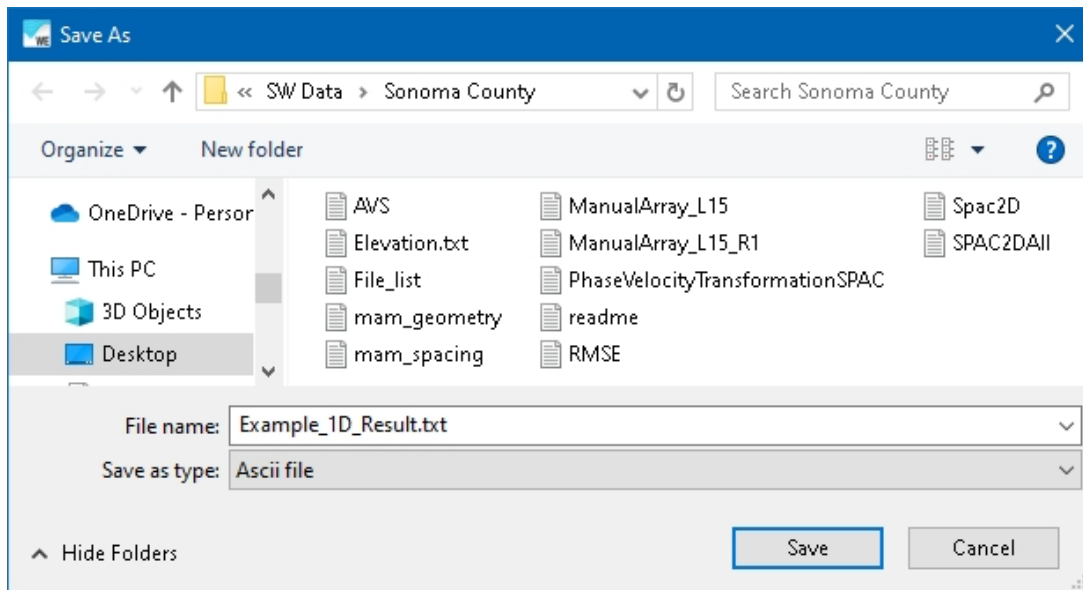 WE Save As
« SW Data > Sonoma County
Search Sonoma County
Organize
New folder
?
OneDrive - Person
This PC
3D Objects
Desktop
AVS
Elevation.txt
File_list
mam_geometry
mam_spacing
ManualArray_L15
ManualArray_L15_R1
PhaseVelocityTransformationSPAC
readme
RMSE
Spac2D
SPAC2DAll
File name: Example_1D_Result.txt
Save as type: Ascii file
Hide Folders
Save
Cancel